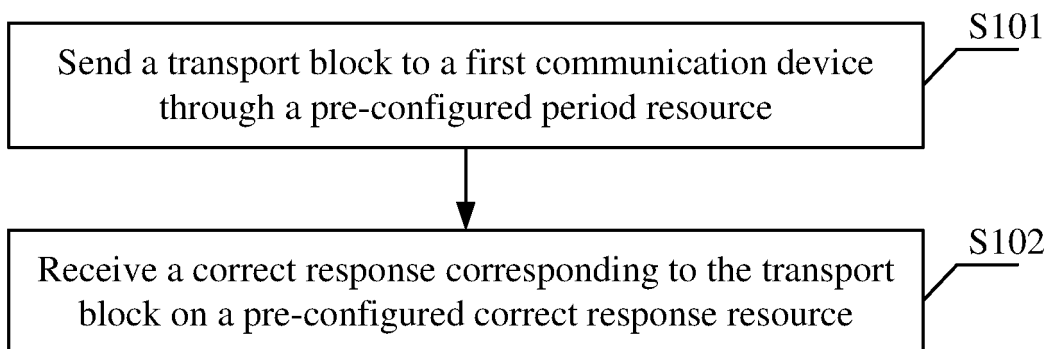 S101
Send a transport block to a first communication device
through a pre-configured period resource
S102
Receive a correct response corresponding to the transport
block on a pre-configured correct response resource